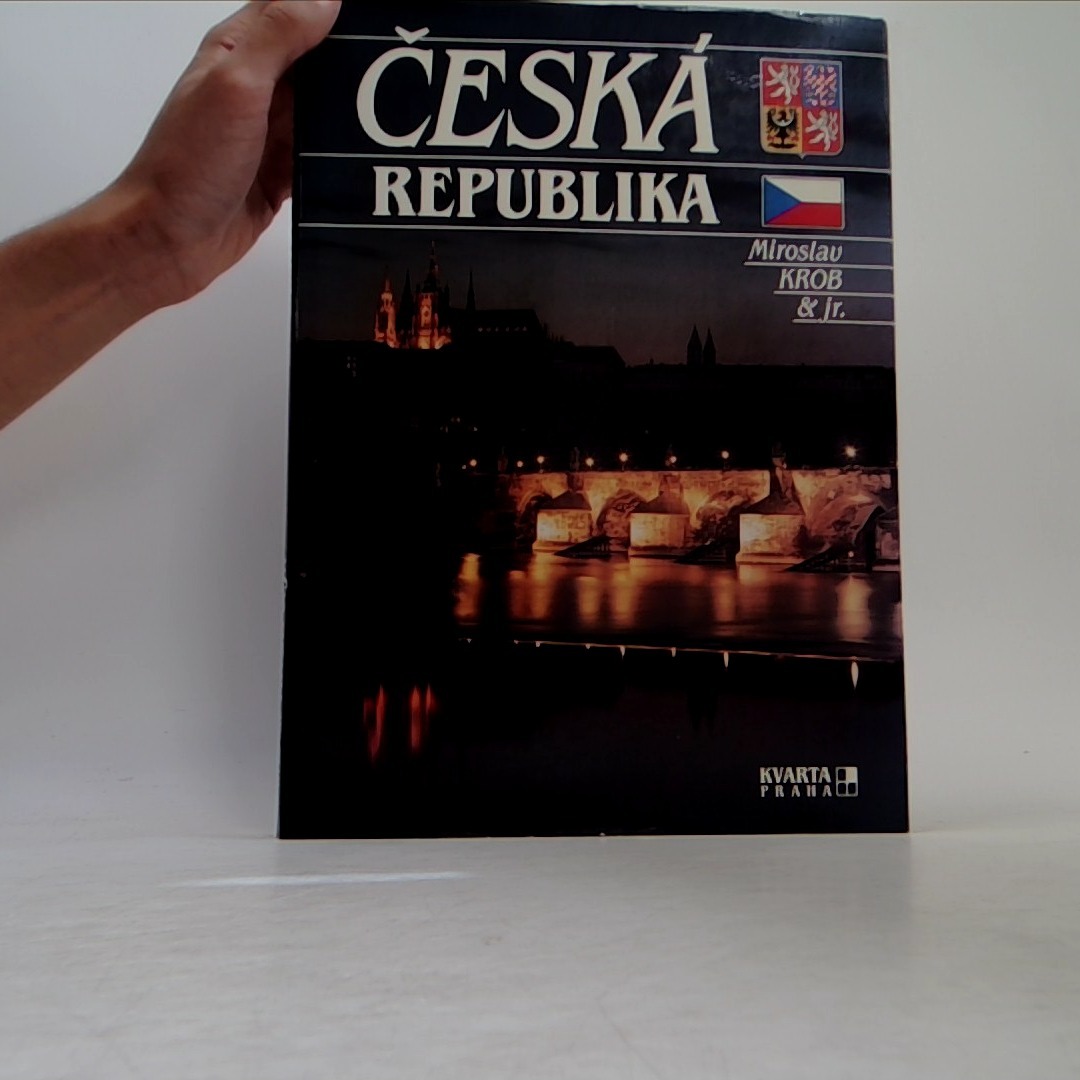 ČESKÁ
REPUBLIKA
Miroslav
KROB
& jr.
KVARTA
PRAHA